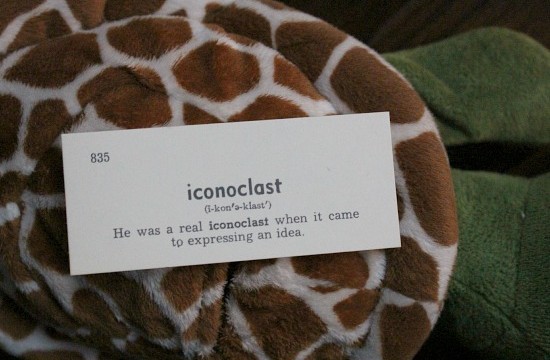 835
iconoclast
(ī-kon′ə-klast′)
He was a real iconoclast when it came
to expressing an idea.